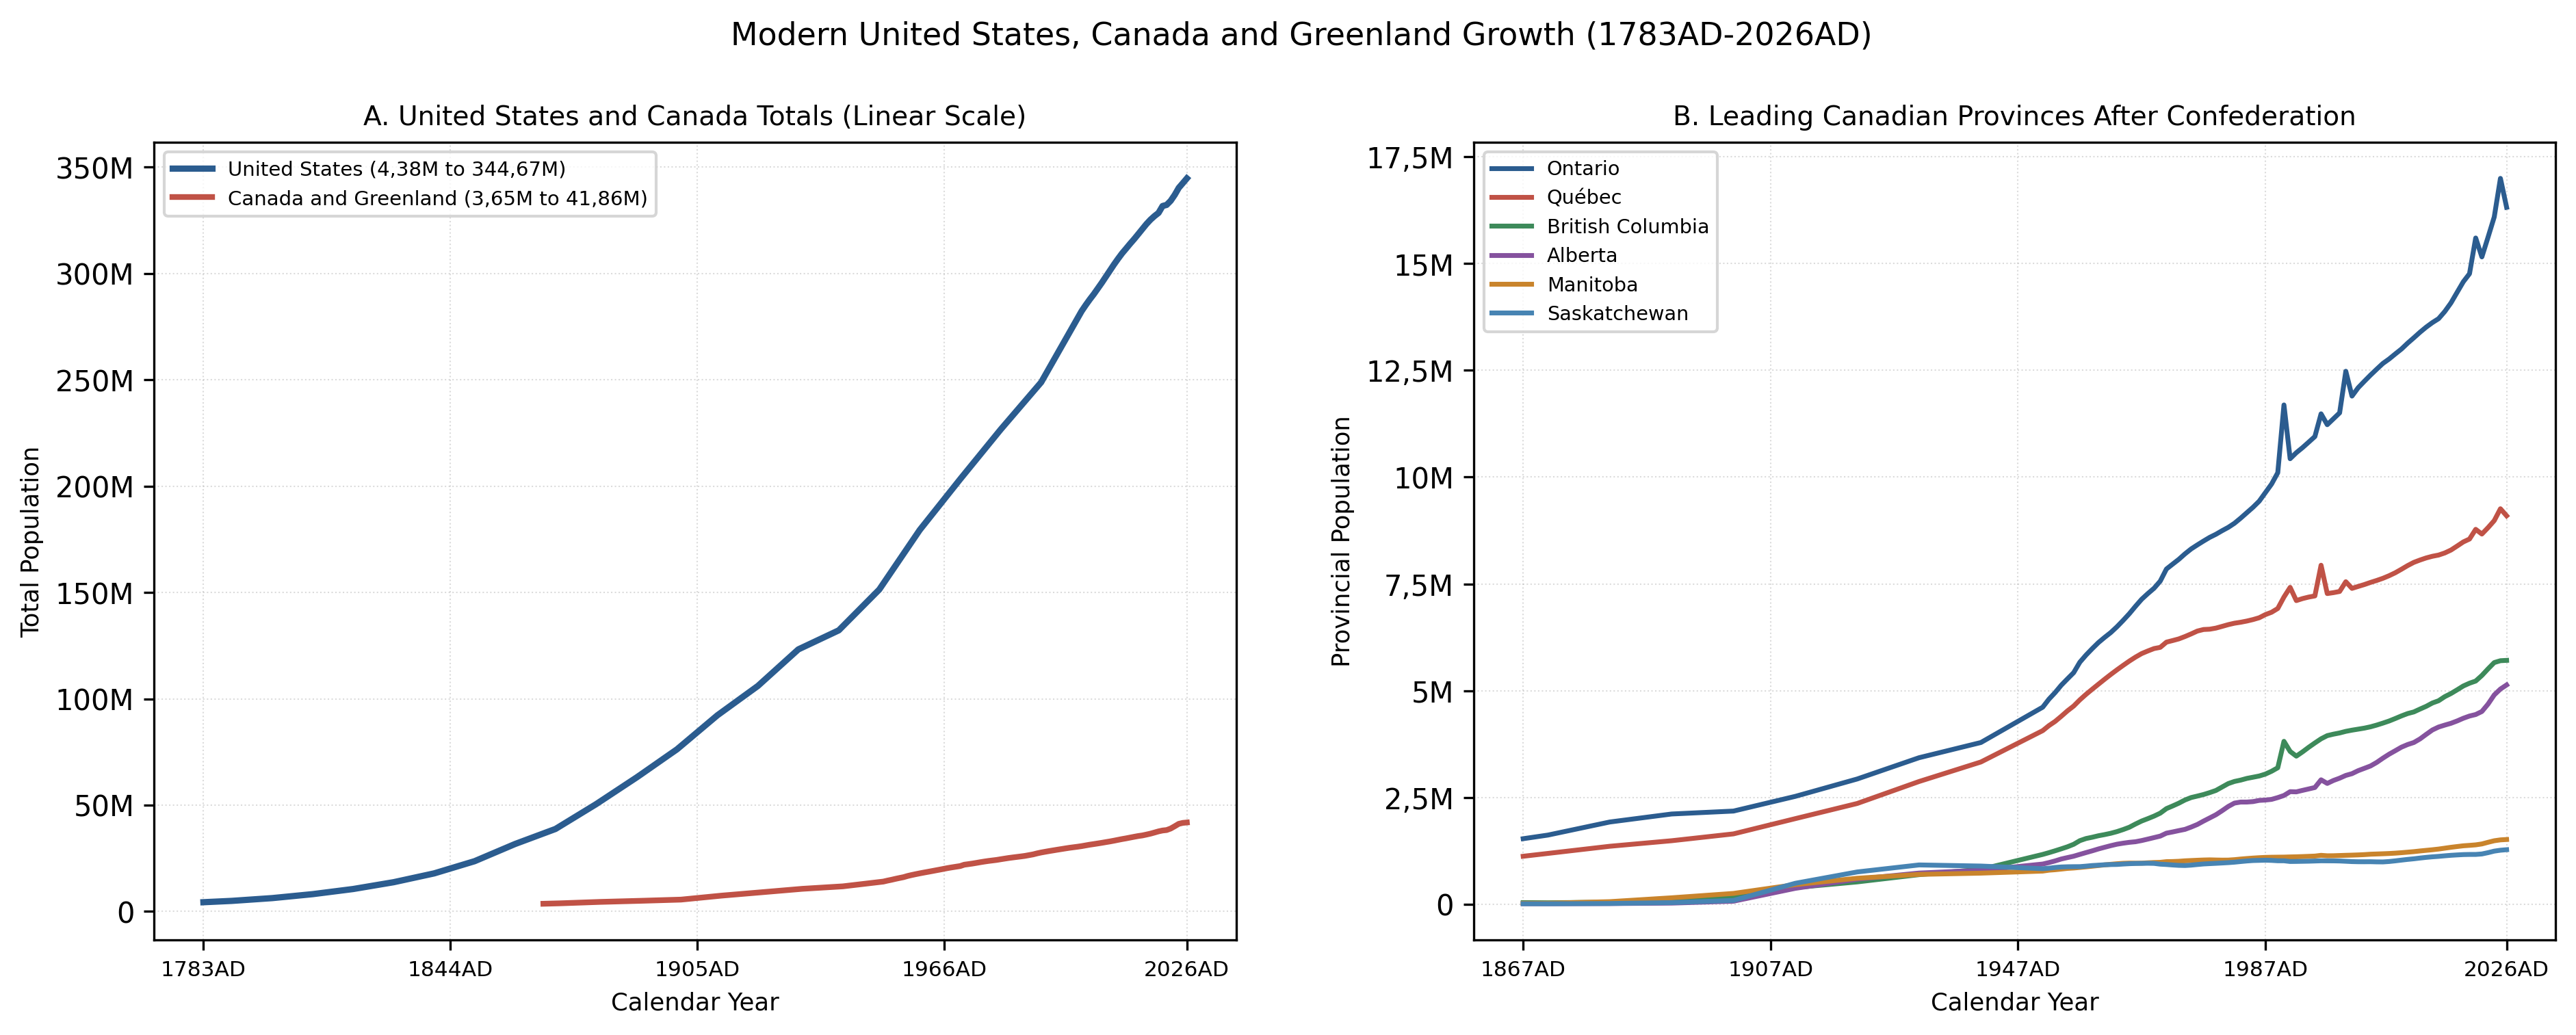 Modern United States, Canada and Greenland Growth (1783AD-2026AD)
A. United States and Canada Totals (Linear Scale)
350M
300M
250M
200M
150M
100M
50M
0
Total Population
United States (4,38M to 344,67M)
Canada and Greenland (3,65M to 41,86M)
1783AD
1844AD
1905AD
1966AD
2026AD
Calendar Year
B. Leading Canadian Provinces After Confederation
17,5M
15M
12,5M
10M
7,5M
5M
2,5M
0
Provincial Population
Ontario
Québec
British Columbia
Alberta
Manitoba
Saskatchewan
1867AD
1907AD
1947AD
1987AD
2026AD
Calendar Year